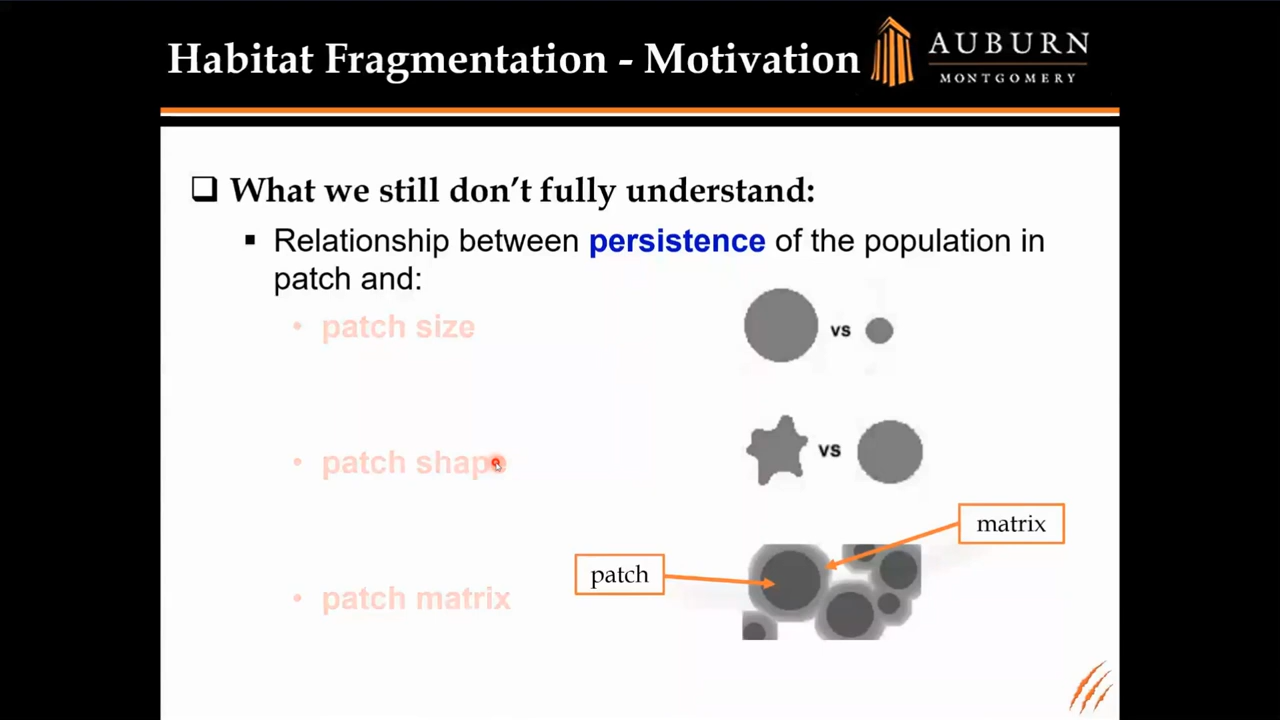 Habitat Fragmentation - Motivation
AUBURN
MONTGOMERY
What we still don't fully understand:
Relationship between persistence of the population in
patch and:
• patch size
vs
• patch shape
vs
matrix
patch
• patch matrix